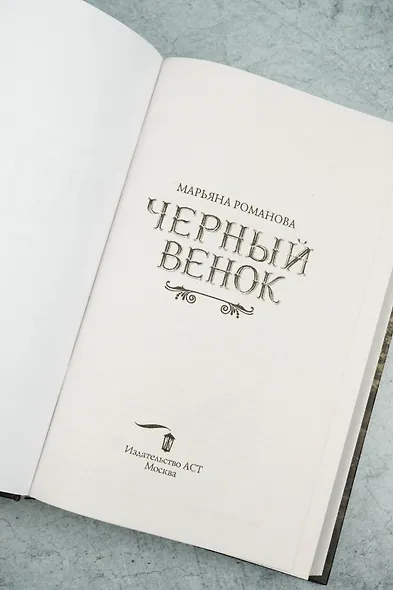 МАРЬЯНА РОМАНОВА
ЧЕРНЫЙ
ВЕНОК
Издательство АСТ
Москва